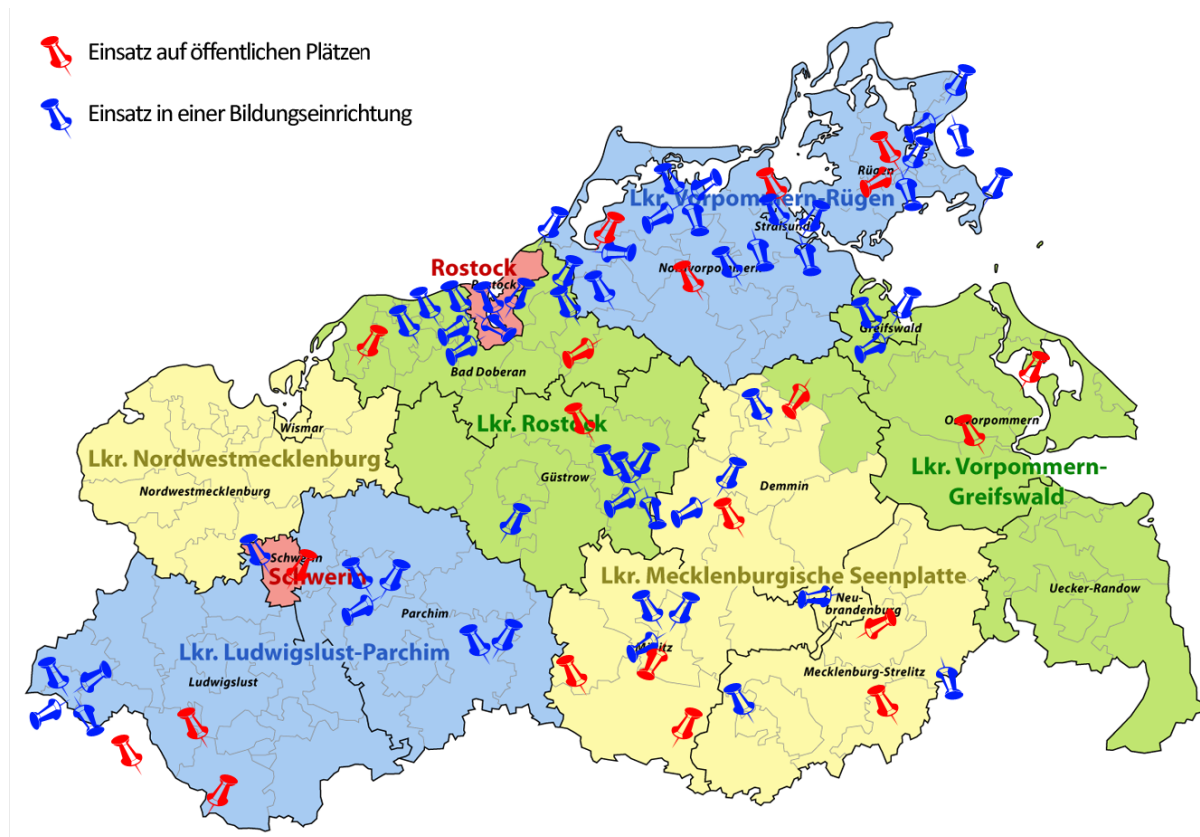 Einsatz auf öffentlichen Plätzen
Einsatz in einer Bildungseinrichtung
Rügen
Lkr. Vorpommern-Rügen
Stralsund
Rostock
Nordvorpommern
Rostock
Greifswald
Bad Doberan
Wismar
Lkr. Rostock
Ostvorpommern
Lkr. Nordwestmecklenburg
Lkr. Vorpommern-
Greifswald
Nordwestmecklenburg
Güstrow
Demmin
Schwerin
Schwerin
Lkr. Mecklenburgische Seenplatte
Uecker-Randow
Neu-
brandenburg
Parchim
Müritz
Lkr. Ludwigslust-Parchim
Ludwigslust
Mecklenburg-Strelitz